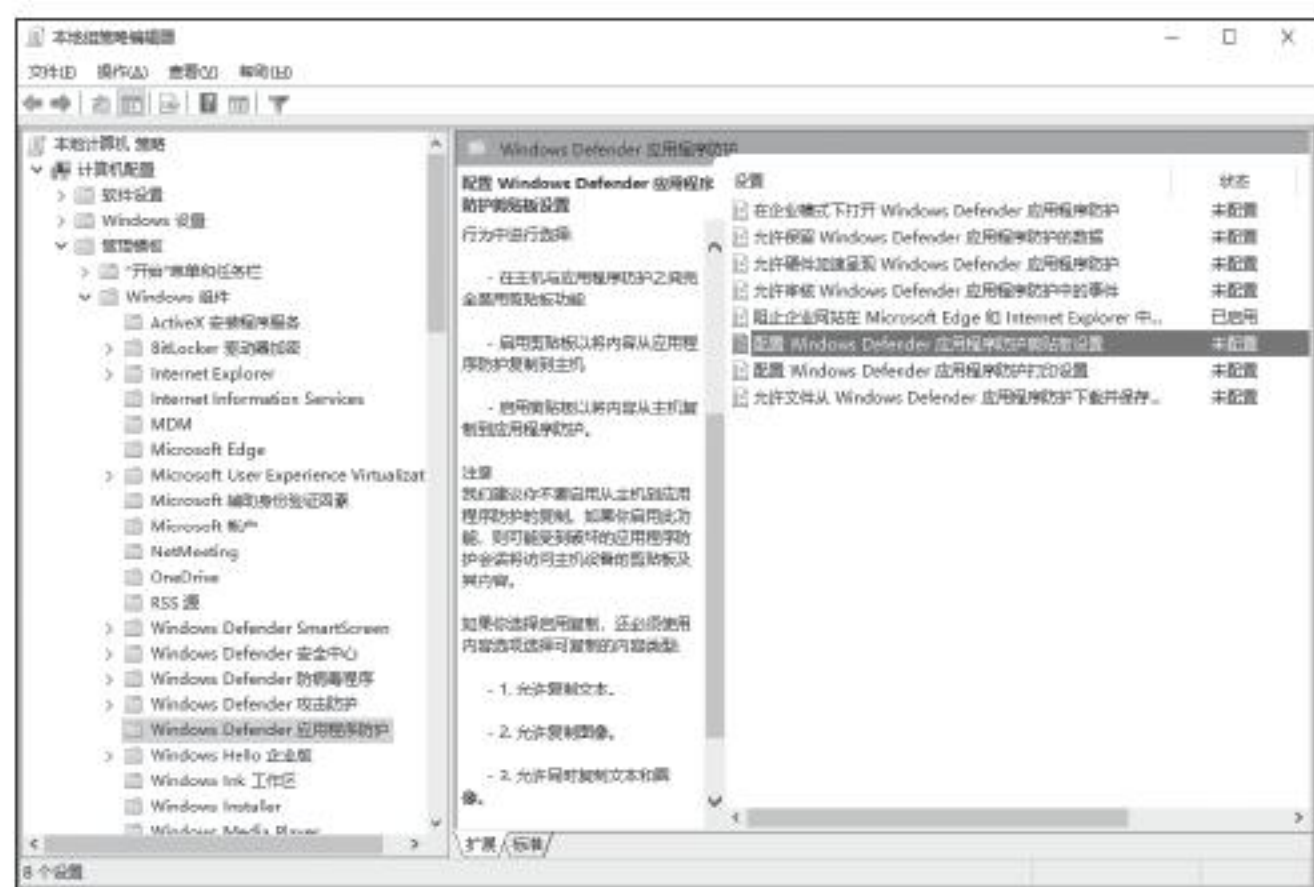 本地组策略编辑器
文件(F) 操作(A) 查看(V) 帮助(H)
本地计算机 策略
计算机配置
软件设置
Windows 设置
管理模板
"开始"菜单和任务栏
Windows 组件
ActiveX 安装程序服务
BitLocker 驱动器加密
Internet Explorer
Internet Information Services
MDM
Microsoft Edge
Microsoft User Experience Virtualizat
Microsoft 辅助身份验证因素
Microsoft 帐户
NetMeeting
OneDrive
RSS 源
Windows Defender SmartScreen
Windows Defender 安全中心
Windows Defender 防病毒程序
Windows Defender 攻击防护
Windows Defender 应用程序防护
Windows Hello 企业版
Windows Ink 工作区
Windows Installer
Windows Media Player
Windows Defender 应用程序防护
配置 Windows Defender 应用程序
防护剪贴板设置
行为中进行选择:
- 在主机与应用程序防护之间完
全禁用剪贴板功能
- 启用剪贴板以将内容从应用程
序防护复制到主机
- 启用剪贴板以将内容从主机复
制到应用程序防护。
注意
我们建议你不要启用从主机到应用
程序防护的复制。如果你启用此功
能，则可能受到破坏的应用程序防
护会话将访问主机设备的剪贴板及
其内容。
如果你选择启用复制，还必须使用
内容选项选择可复制的内容类型:
- 1. 允许复制文本。
- 2. 允许复制图像。
- 3. 允许同时复制文本和图
像。
设置 状态
在企业模式下打开 Windows Defender 应用程序防护 未配置
允许保留 Windows Defender 应用程序防护的数据 未配置
允许硬件加速呈现 Windows Defender 应用程序防护 未配置
允许审核 Windows Defender 应用程序防护中的事件 未配置
阻止企业网站在 Microsoft Edge 和 Internet Explorer 中... 已启用
配置 Windows Defender 应用程序防护剪贴板设置 未配置
配置 Windows Defender 应用程序防护打印设置 未配置
允许文件从 Windows Defender 应用程序防护下载并保存... 未配置
扩展 标准
8 个设置